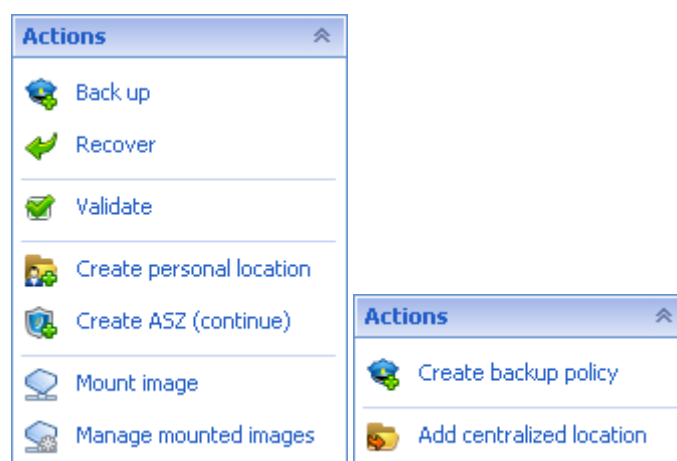 Actions
Back up
Recover
Validate
Create personal location
Create ASZ (continue)
Mount image
Manage mounted images
Actions
Create backup policy
Add centralized location